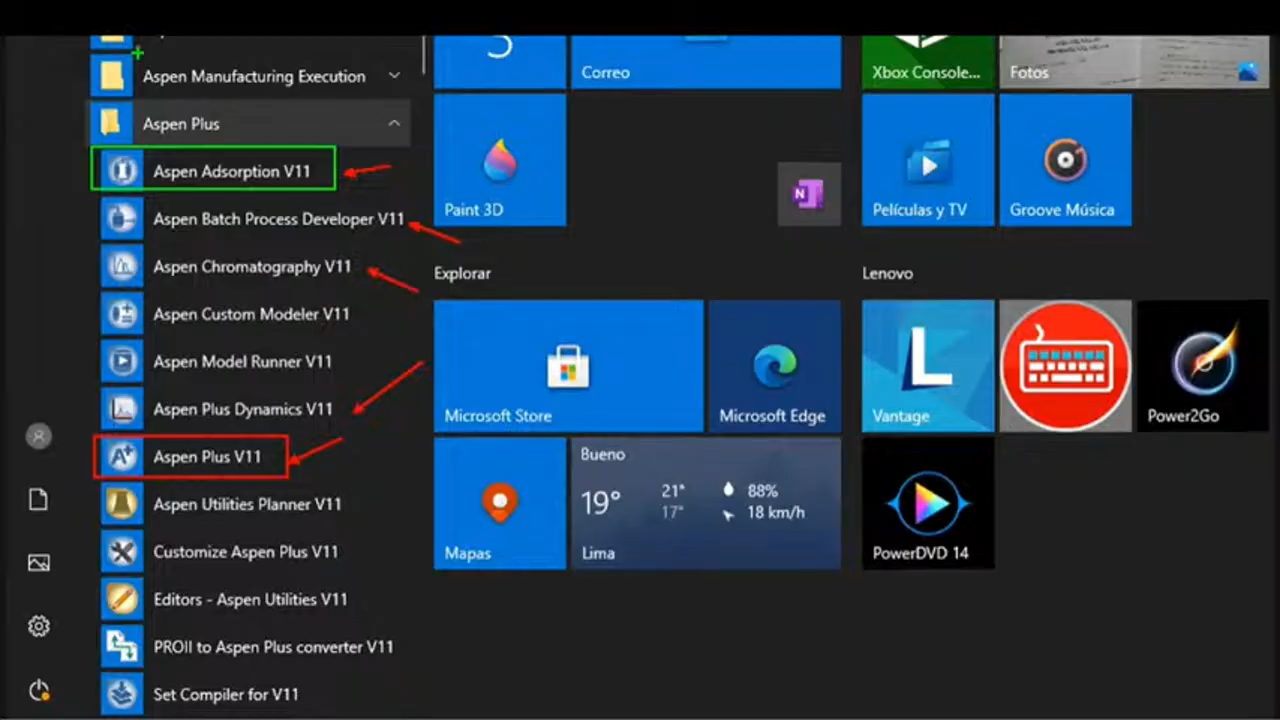 Aspen Manufacturing Execution
Aspen Plus
Aspen Adsorption V11
Aspen Batch Process Developer V11
Aspen Chromatography V11
Aspen Custom Modeler V11
Aspen Model Runner V11
Aspen Plus Dynamics V11
Aspen Plus V11
Aspen Utilities Planner V11
Customize Aspen Plus V11
Editors - Aspen Utilities V11
PROII to Aspen Plus converter V11
Set Compiler for V11
Correo
Paint 3D
N
Explorar
Microsoft Store
Microsoft Edge
Mapas
Bueno
19° 21° 88%
17° 18 km/h
Lima
Xbox Console...
Fotos
Películas y TV
Groove Música
Lenovo
L
Vantage
Power2Go
PowerDVD 14